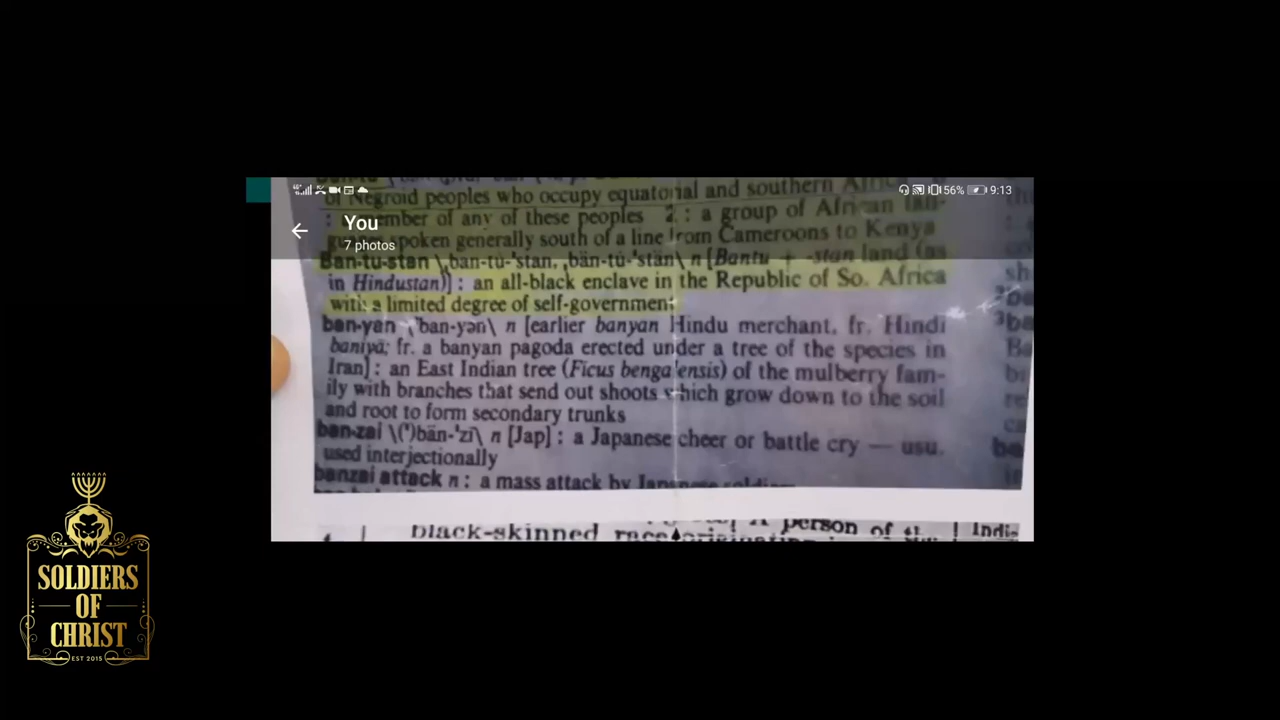 56% 9:13
of Negroid peoples who occupy equatorial and southern
You
: member of any of these peoples 2 : a group of African lan-
7 photos
spoken generally south of a line from Cameroons to Kenya
Ban·tu·stan \ˌban-tü-ˈstan, ˌbän-tü-ˈstän\ n [Bantu + -stan land (as
in Hindustan)] : an all-black enclave in the Republic of So. Africa
with a limited degree of self-government
ban·yan \ˈban-yən\ n [earlier banyan Hindu merchant, fr. Hindi
baniyā; fr. a banyan pagoda erected under a tree of the species in
Iran] : an East Indian tree (Ficus bengalensis) of the mulberry fam-
ily with branches that send out shoots which grow down to the soil
and root to form secondary trunks
ban·zai \(ˈ)bän-ˈzī\ n [Jap] : a Japanese cheer or battle cry — usu.
used interjectionally
banzai attack n : a mass attack by Japanese
black-skinned race
person of
SOLDIERS
OF
CHRIST
EST 2015